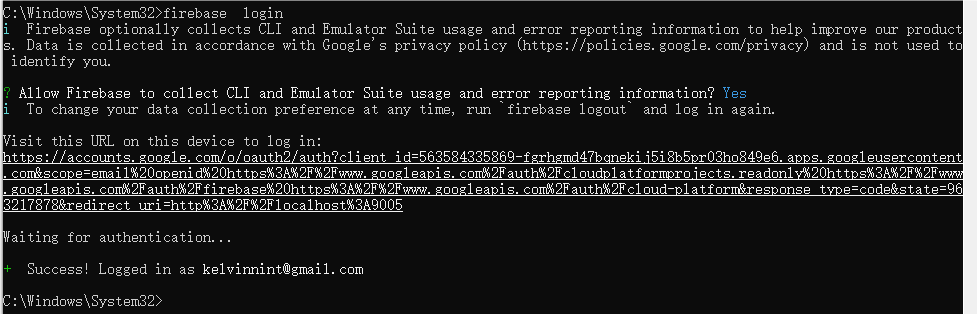 C:\Windows\System32>firebase  login
i  Firebase optionally collects CLI and Emulator Suite usage and error reporting information to help improve our product
s. Data is collected in accordance with Google's privacy policy (https://policies.google.com/privacy) and is not used to
 identify you.
? Allow Firebase to collect CLI and Emulator Suite usage and error reporting information? Yes
i  To change your data collection preference at any time, run `firebase logout` and log in again.
Visit this URL on this device to log in:
https://accounts.google.com/o/oauth2/auth?client_id=563584335869-fgrhgmd47bqnekij5i8b5pr03ho849e6.apps.googleusercontent
.com&scope=email%20openid%20https%3A%2F%2Fwww.googleapis.com%2Fauth%2Fcloudplatformprojects.readonly%20https%3A%2F%2Fwww
.googleapis.com%2Fauth%2Ffirebase%20https%3A%2F%2Fwww.googleapis.com%2Fauth%2Fcloud-platform&response_type=code&state=96
3217878&redirect_uri=http%3A%2F%2Flocalhost%3A9005
Waiting for authentication...
+  Success! Logged in as kelvinnint@gmail.com
C:\Windows\System32>